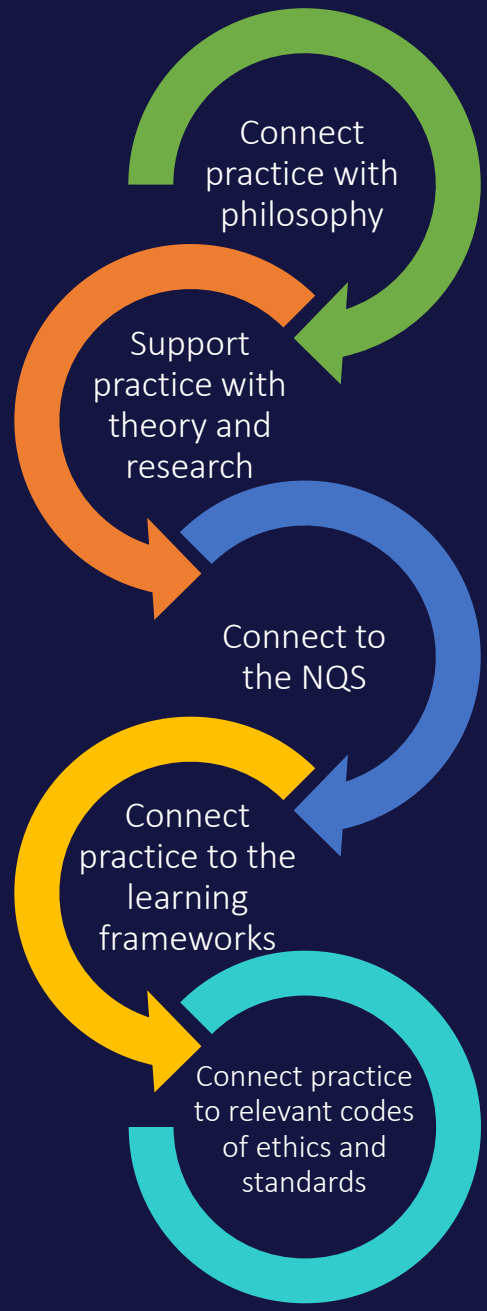 Connect
practice with
philosophy
Support
practice with
theory and
research
Connect to
the NQS
Connect
practice to the
learning
frameworks
Connect practice
to relevant codes
of ethics and
standards